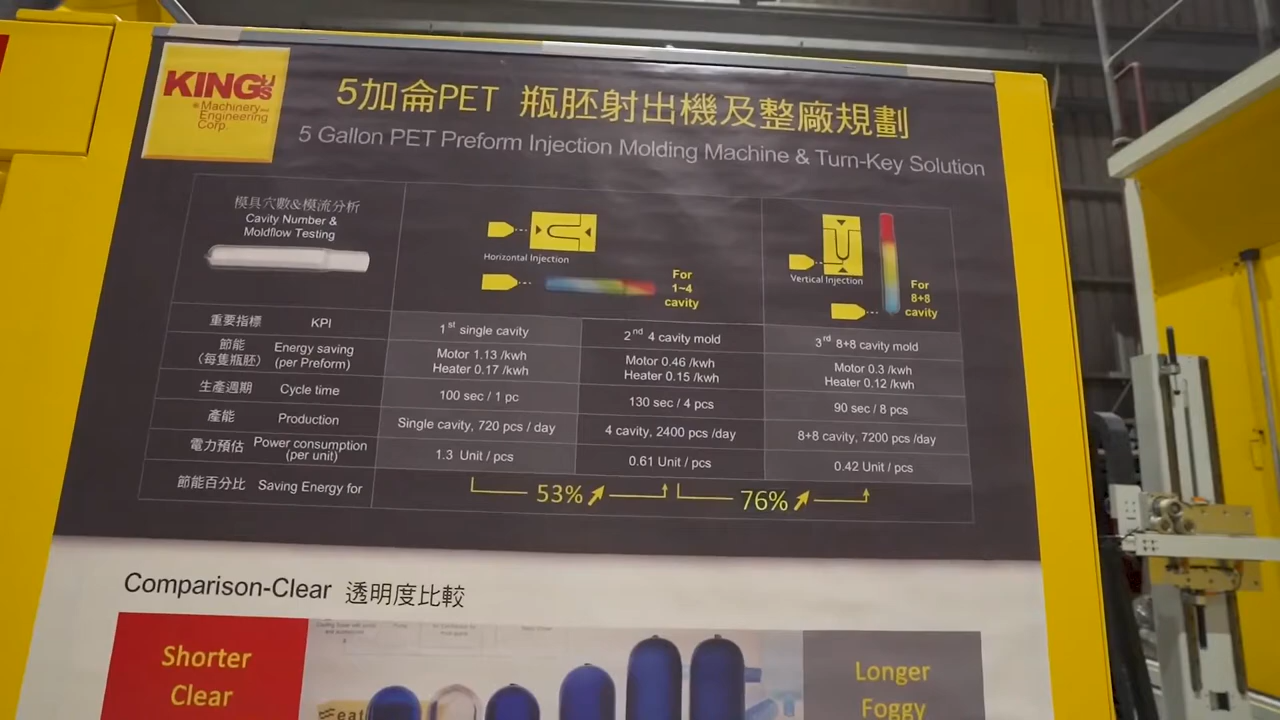 KING'S
Machinery and
Engineering
Corp.
5加侖PET 瓶胚射出機及整廠規劃
5 Gallon PET Preform Injection Molding Machine & Turn-Key Solution
模具穴數&模流分析
Cavity Number &
Moldflow Testing
Horizontal Injection
For
1~4
cavity
Vertical Injection
For
8+8
cavity
重要指標 KPI
1st single cavity
2nd 4 cavity mold
3rd 8+8 cavity mold
節能
(每隻瓶胚)
Energy saving
(per Preform)
Motor 1.13 /kwh
Heater 0.17 /kwh
Motor 0.46 /kwh
Heater 0.15 /kwh
Motor 0.3 /kwh
Heater 0.12 /kwh
生產週期 Cycle time
100 sec / 1 pc
130 sec / 4 pcs
90 sec / 8 pcs
產能 Production
Single cavity, 720 pcs / day
4 cavity, 2400 pcs /day
8+8 cavity, 7200 pcs /day
電力預估 Power consumption
(per unit)
1.3 Unit / pcs
0.61 Unit / pcs
0.42 Unit / pcs
節能百分比 Saving Energy for
53%
76%
Comparison-Clear 透明度比較
Shorter
Clear
Longer
Foggy